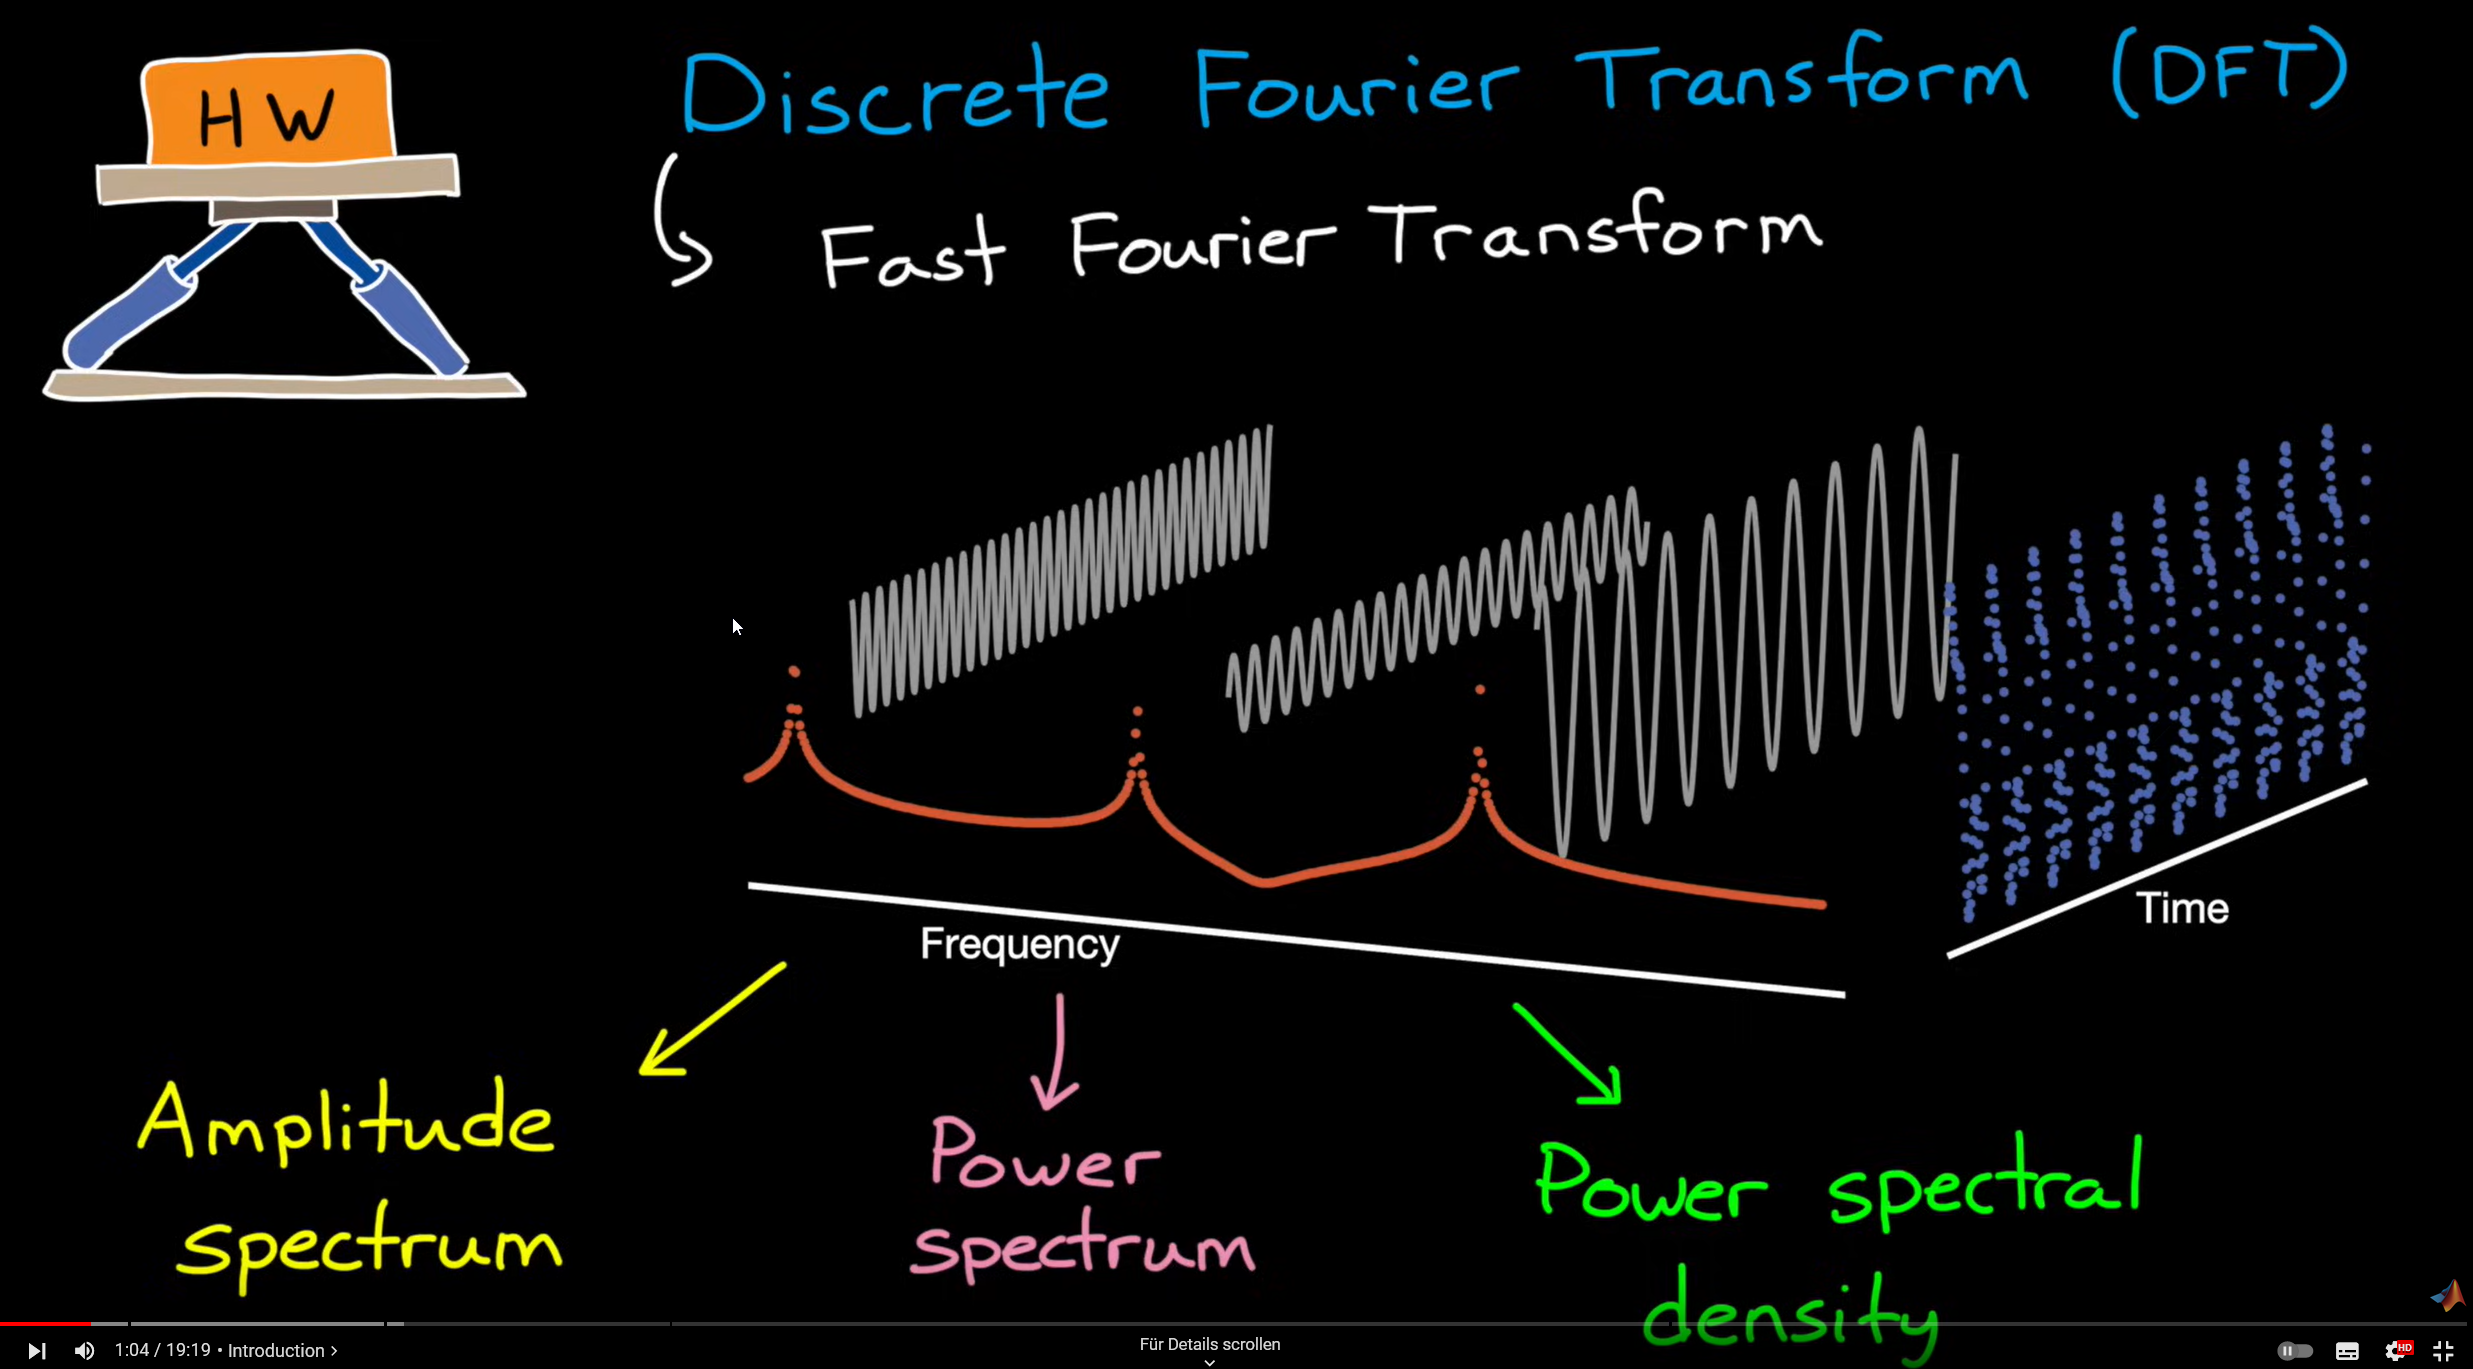 HW
Discrete Fourier Transform (DFT)
Fast Fourier Transform
Frequency
Time
Amplitude
spectrum
Power
spectrum
Power spectral
density
1:04 / 19:19 • Introduction >
Für Details scrollen
HD